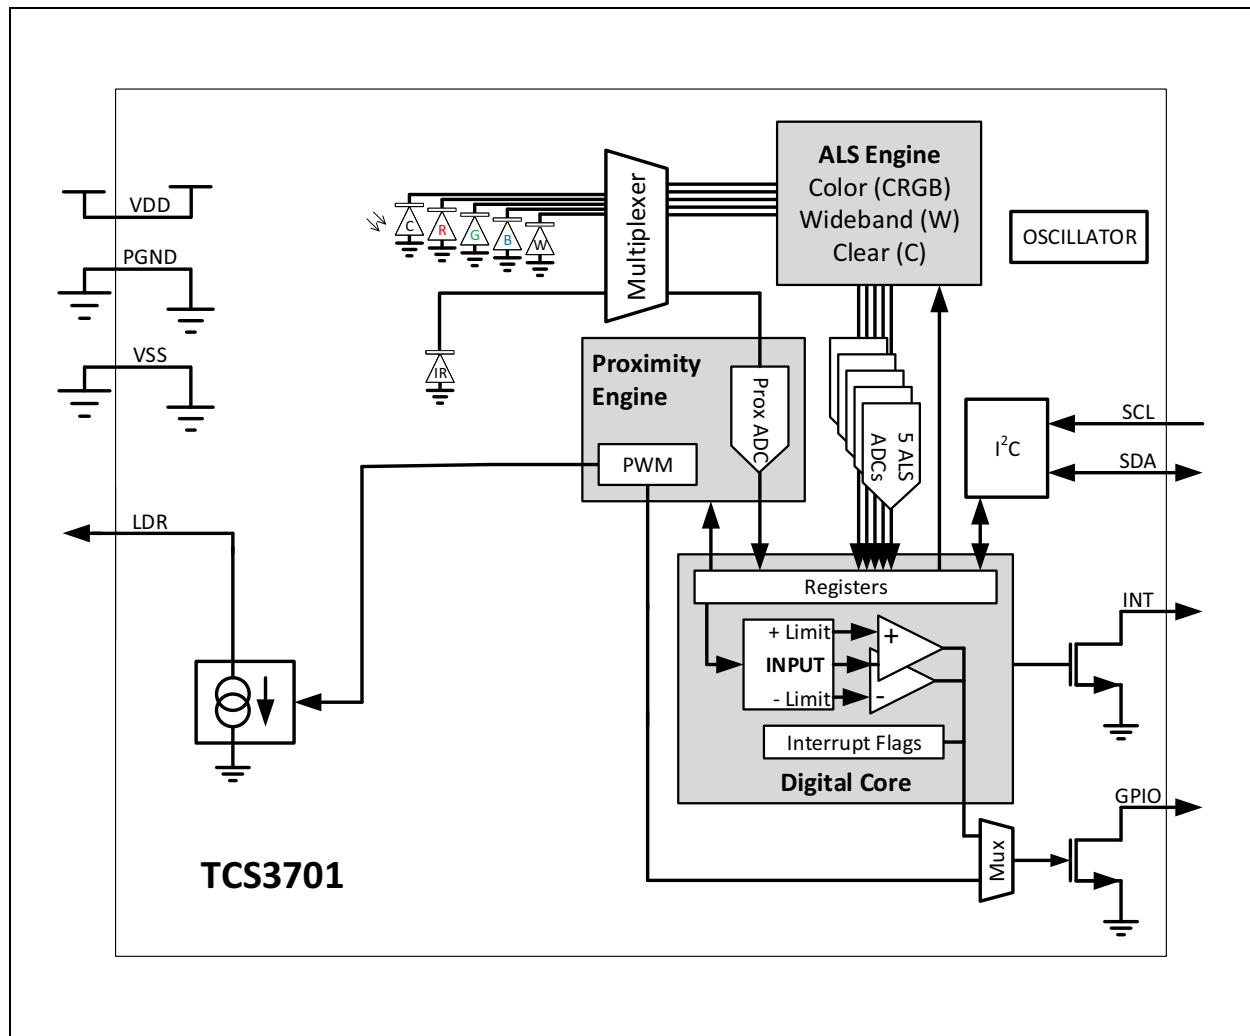 ALS Engine
Color (CRGB)
Wideband (W)
Clear (C)
OSCILLATOR
Multiplexer
VDD
PGND
VSS
C
R
G
B
W
IR
Proximity
Engine
Prox ADC
PWM
5 ALS
ADCs
I²C
SCL
SDA
LDR
Registers
+ Limit
INPUT
- Limit
+
-
Interrupt Flags
Digital Core
INT
GPIO
Mux
TCS3701